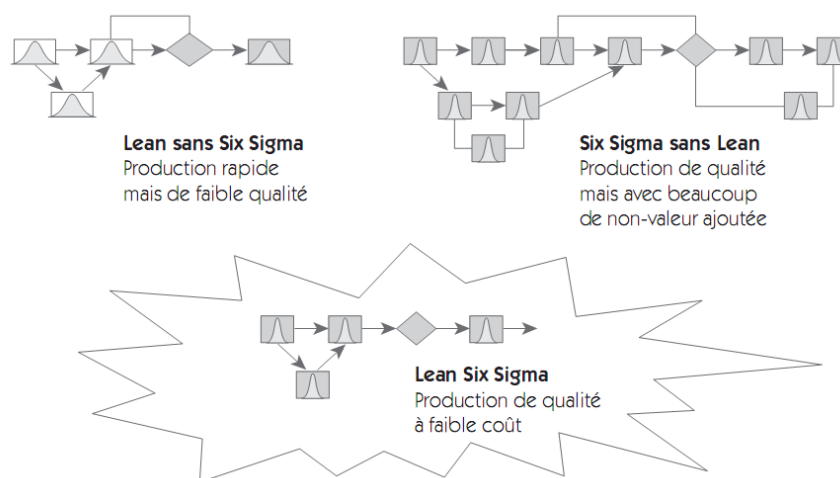 Lean sans Six Sigma
Production rapide
mais de faible qualité
Six Sigma sans Lean
Production de qualité
mais avec beaucoup
de non-valeur ajoutée
Lean Six Sigma
Production de qualité
à faible coût